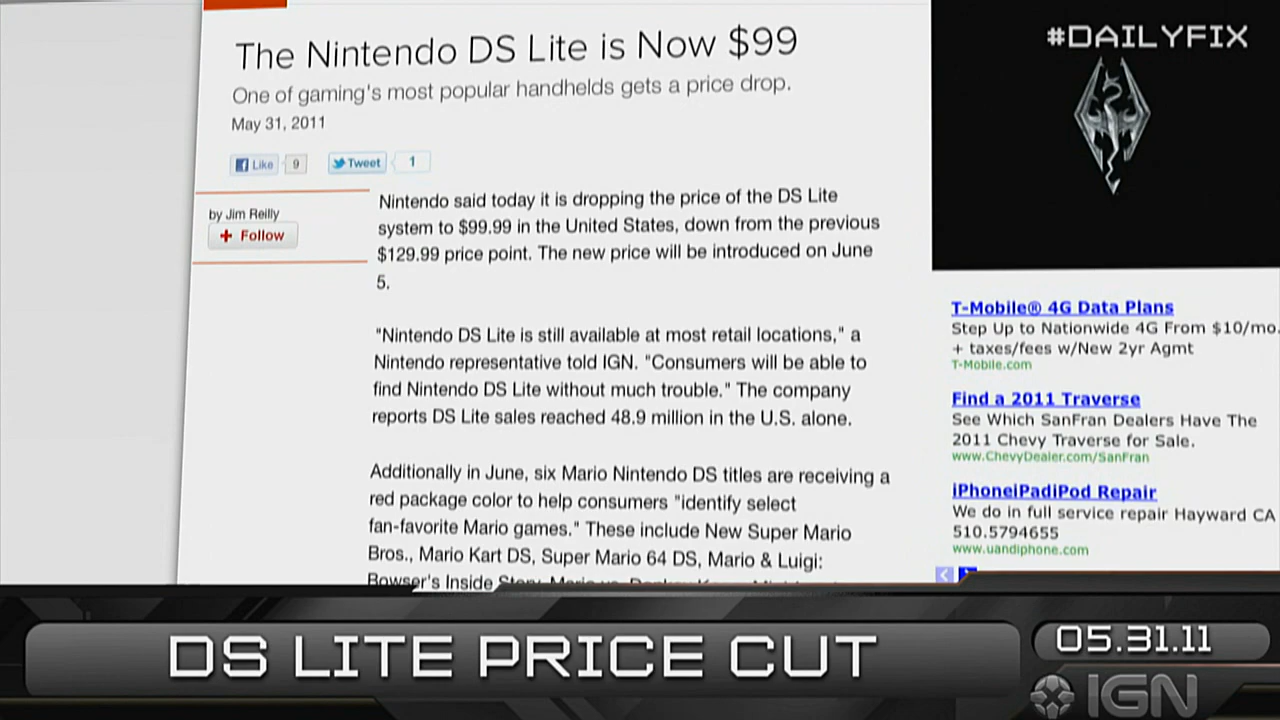 The Nintendo DS Lite is Now $99
One of gaming's most popular handhelds gets a price drop.
May 31, 2011
Like 9 Tweet 1
by Jim Reilly
+ Follow
Nintendo said today it is dropping the price of the DS Lite
system to $99.99 in the United States, down from the previous
$129.99 price point. The new price will be introduced on June
5.
"Nintendo DS Lite is still available at most retail locations," a
Nintendo representative told IGN. "Consumers will be able to
find Nintendo DS Lite without much trouble." The company
reports DS Lite sales reached 48.9 million in the U.S. alone.
Additionally in June, six Mario Nintendo DS titles are receiving a
red package color to help consumers "identify select
fan-favorite Mario games." These include New Super Mario
Bros., Mario Kart DS, Super Mario 64 DS, Mario & Luigi:
Bowser's Inside
#DAILYFIX
T-Mobile® 4G Data Plans
Step Up to Nationwide 4G From $10/mo.
+ taxes/fees w/New 2yr Agmt
T-Mobile.com
Find a 2011 Traverse
See Which SanFran Dealers Have The
2011 Chevy Traverse for Sale.
www.ChevyDealer.com/SanFran
iPhoneiPadiPod Repair
We do in full service repair Hayward CA
510.5794655
www.uandiphone.com
DS LITE PRICE CUT
05.31.11
IGN